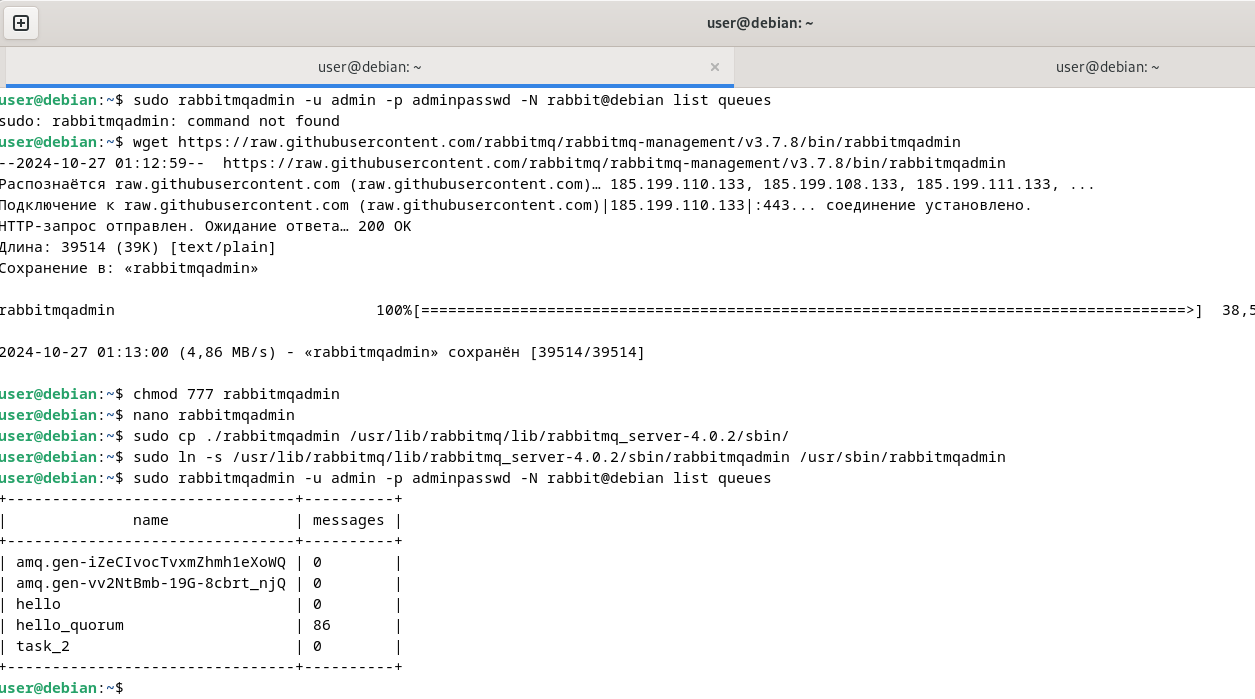 user@debian: ~
user@debian: ~ ×
user@debian: ~
user@debian:~$ sudo rabbitmqadmin -u admin -p adminpasswd -N rabbit@debian list queues
sudo: rabbitmqadmin: command not found
user@debian:~$ wget https://raw.githubusercontent.com/rabbitmq/rabbitmq-management/v3.7.8/bin/rabbitmqadmin
--2024-10-27 01:12:59--  https://raw.githubusercontent.com/rabbitmq/rabbitmq-management/v3.7.8/bin/rabbitmqadmin
Распознаётся raw.githubusercontent.com (raw.githubusercontent.com)… 185.199.110.133, 185.199.108.133, 185.199.111.133, ...
Подключение к raw.githubusercontent.com (raw.githubusercontent.com)|185.199.110.133|:443... соединение установлено.
HTTP-запрос отправлен. Ожидание ответа… 200 OK
Длина: 39514 (39K) [text/plain]
Сохранение в: «rabbitmqadmin»
rabbitmqadmin 100%[=====================================================================================>] 38,5
2024-10-27 01:13:00 (4,86 MB/s) - «rabbitmqadmin» сохранён [39514/39514]
user@debian:~$ chmod 777 rabbitmqadmin
user@debian:~$ nano rabbitmqadmin
user@debian:~$ sudo cp ./rabbitmqadmin /usr/lib/rabbitmq/lib/rabbitmq_server-4.0.2/sbin/
user@debian:~$ sudo ln -s /usr/lib/rabbitmq/lib/rabbitmq_server-4.0.2/sbin/rabbitmqadmin /usr/sbin/rabbitmqadmin
user@debian:~$ sudo rabbitmqadmin -u admin -p adminpasswd -N rabbit@debian list queues
+--------------------------------+----------+
|              name              | messages |
+--------------------------------+----------+
| amq.gen-iZeCIvocTvxmZhmh1eXoWQ | 0        |
| amq.gen-vv2NtBmb-19G-8cbrt_njQ | 0        |
| hello                          | 0        |
| hello_quorum                   | 86       |
| task_2                         | 0        |
+--------------------------------+----------+
user@debian:~$